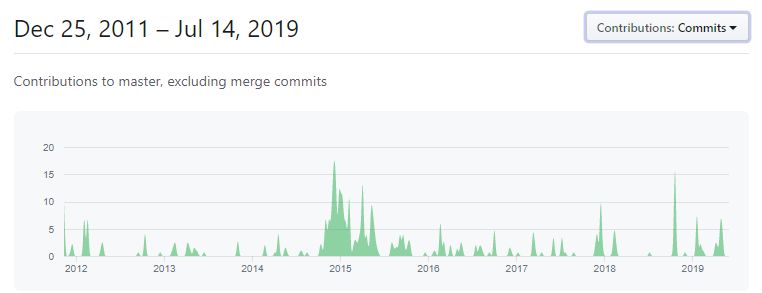 Dec 25, 2011 – Jul 14, 2019
Contributions: Commits
Contributions to master, excluding merge commits
20
15
10
5
0
2012 2013 2014 2015 2016 2017 2018 2019